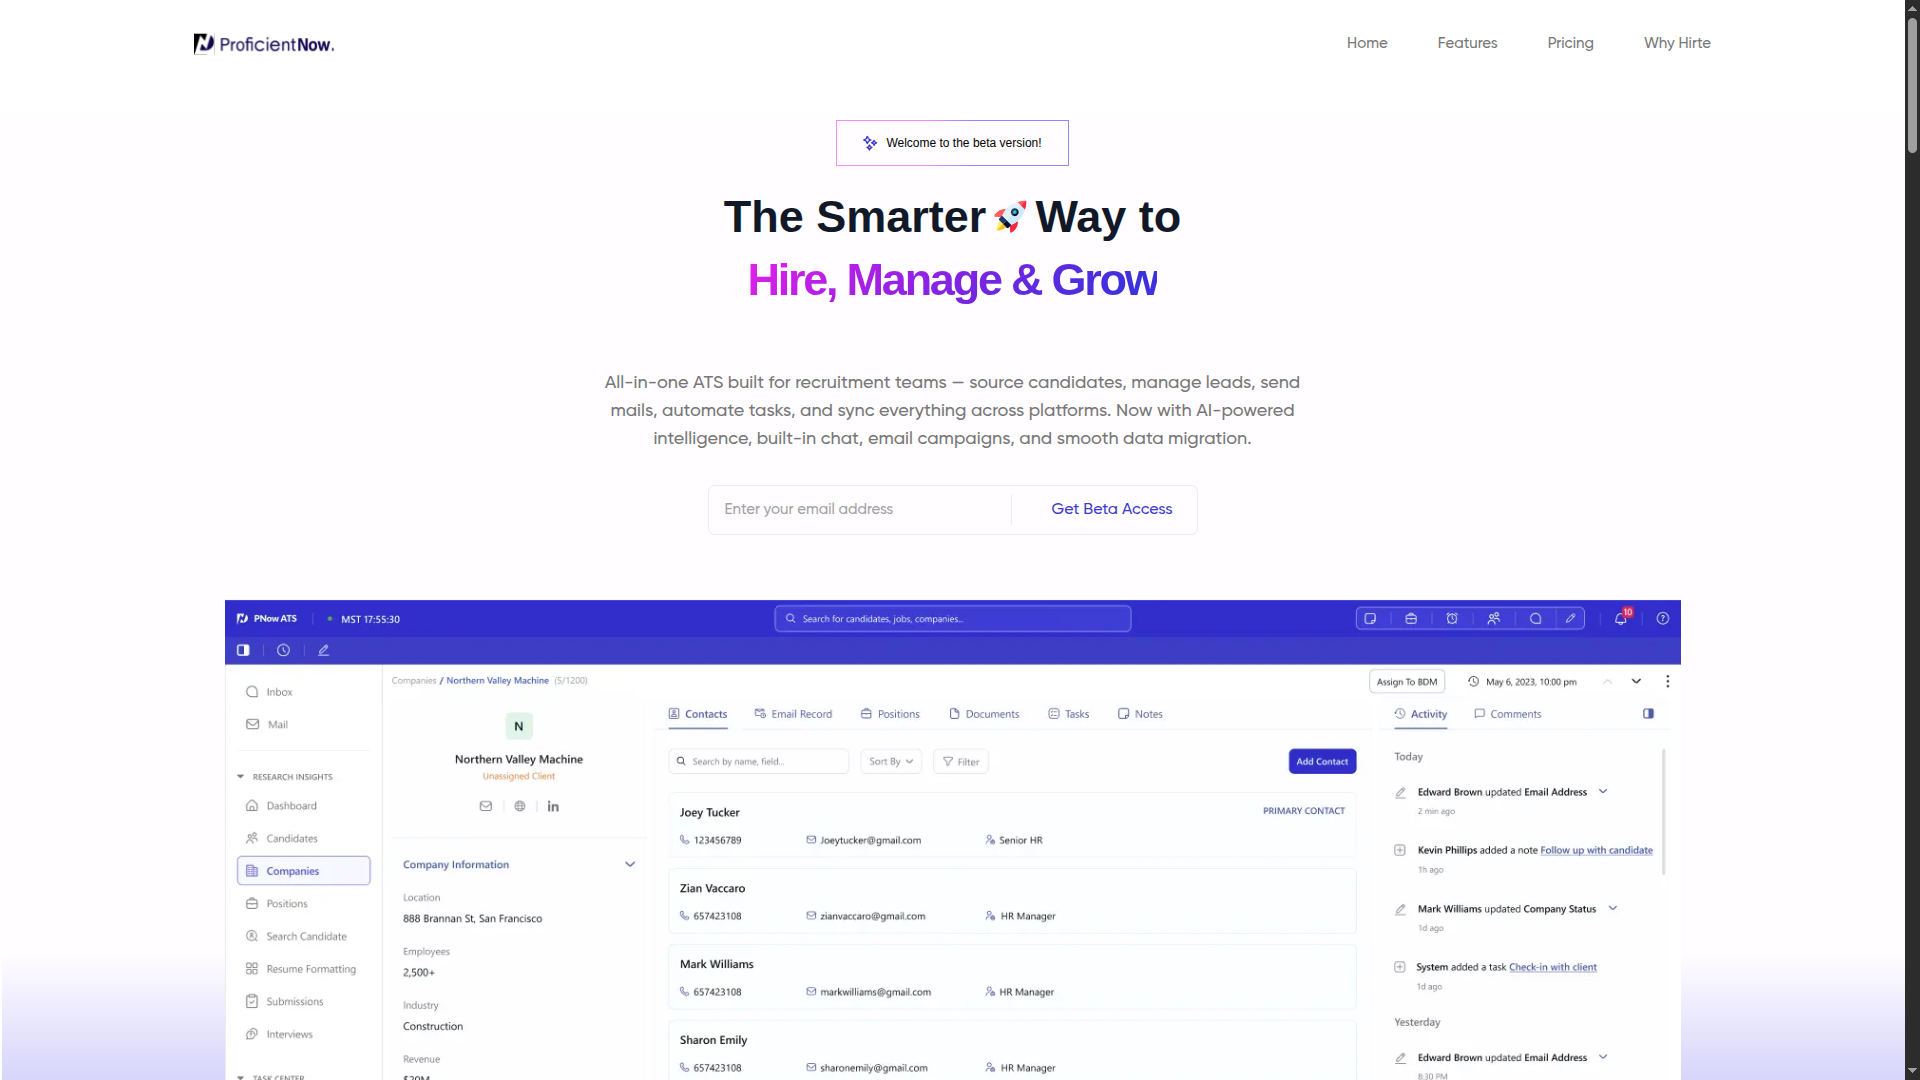 ProficientNow.
Home Features Pricing Why Hirte
Welcome to the beta version!
The Smarter Way to
Hire, Manage & Grow
All-in-one ATS built for recruitment teams — source candidates, manage leads, send
mails, automate tasks, and sync everything across platforms. Now with AI-powered
intelligence, built-in chat, email campaigns, and smooth data migration.
Enter your email address Get Beta Access
PNow ATS MST 17:55:30 Search for candidates, jobs, companies... 10
Companies / Northern Valley Machine (5/1200) Assign To BDM May 6, 2023, 10:00 pm
Inbox
Mail
RESEARCH INSIGHTS
Dashboard
Candidates
Companies
Positions
Search Candidate
Resume Formatting
Submissions
Interviews
TASK CENTER
N
Northern Valley Machine
Unassigned Client
Company Information
Location
888 Brannan St, San Francisco
Employees
2,500+
Industry
Construction
Revenue
$20M
Contacts Email Record Positions Documents Tasks Notes
Search by name, field... Sort By Filter Add Contact
Joey Tucker PRIMARY CONTACT
123456789 Joeytucker@gmail.com Senior HR
Zian Vaccaro
657423108 zianvaccaro@gmail.com HR Manager
Mark Williams
657423108 markwilliams@gmail.com HR Manager
Sharon Emily
657423108 sharonemily@gmail.com HR Manager
Activity Comments
Today
Edward Brown updated Email Address
2 min ago
Kevin Phillips added a note Follow up with candidate
1h ago
Mark Williams updated Company Status
1d ago
System added a task Check-in with client
1d ago
Yesterday
Edward Brown updated Email Address
8:30 PM